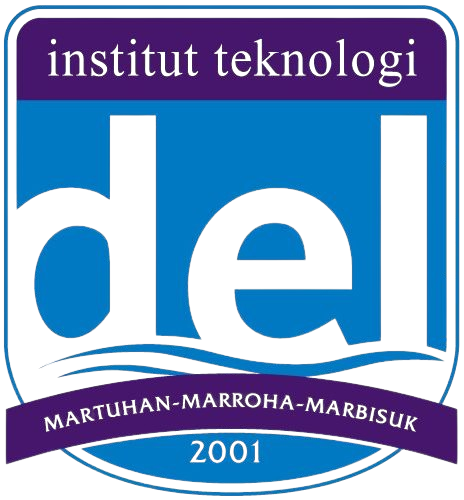 institut teknologi
del
MARTUHAN-MARROHA-MARBISUK
2001